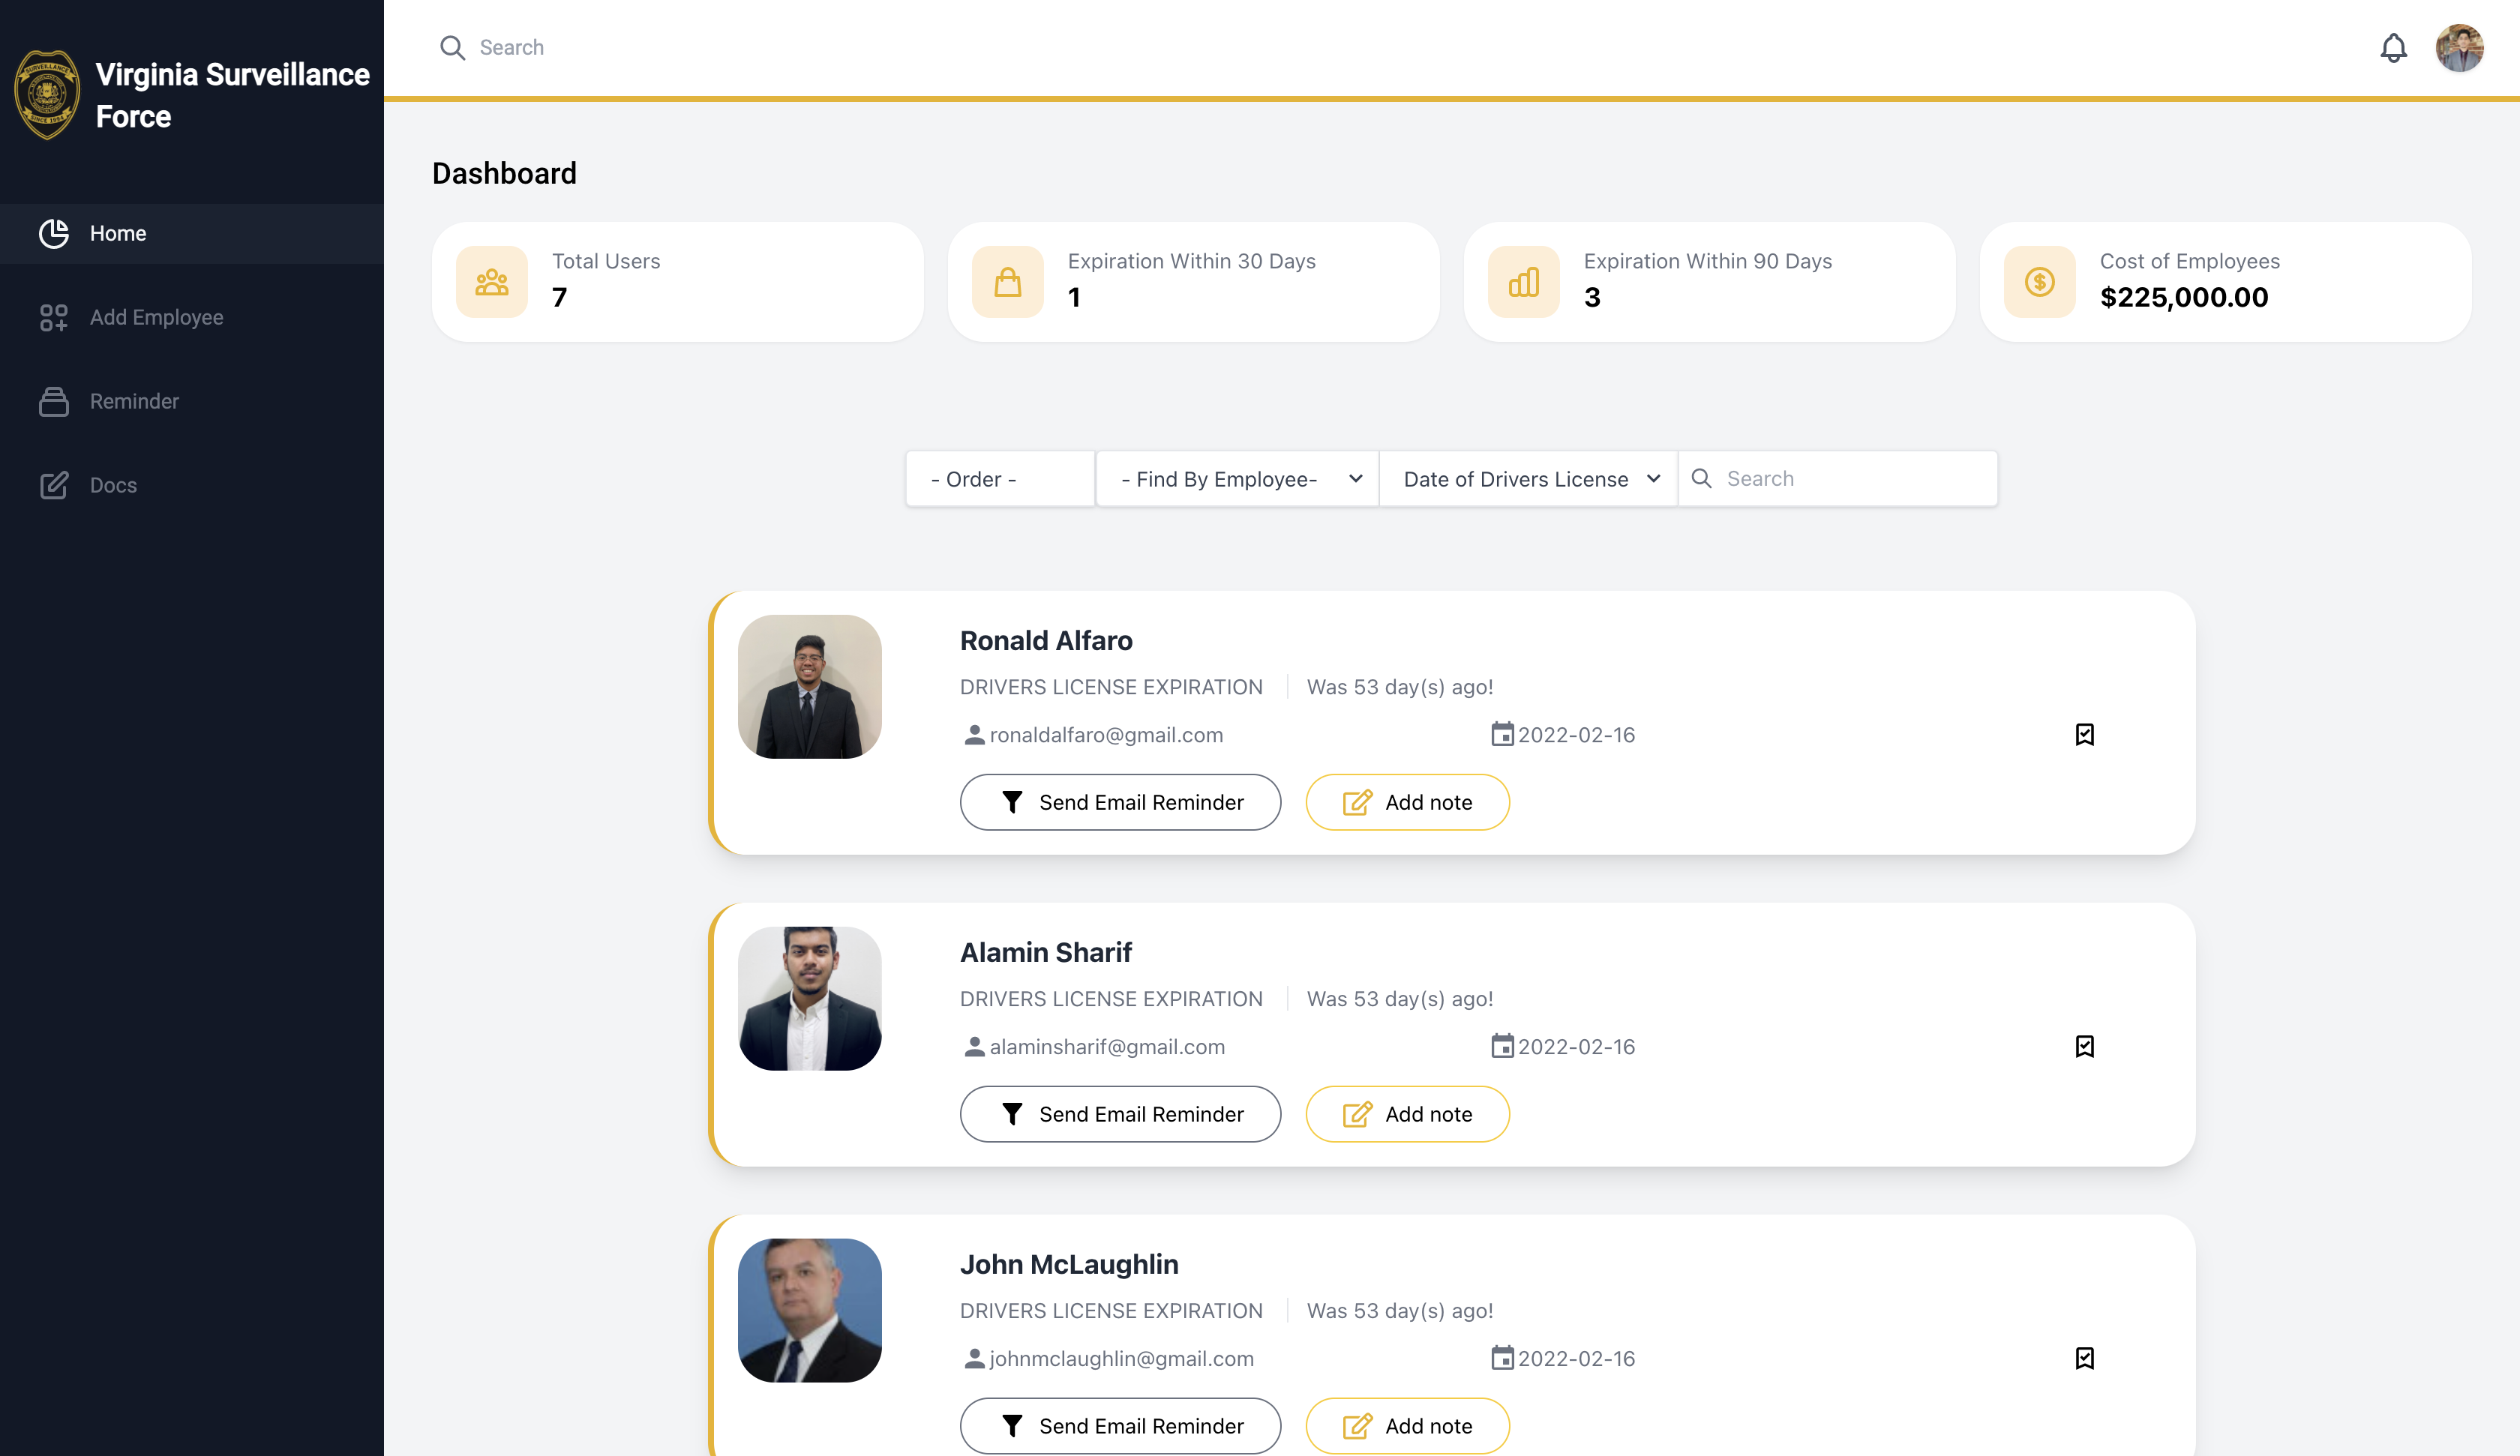 SURVEILLANCE
SINCE 1994
Virginia Surveillance
Force
Search
Home
Add Employee
Reminder
Docs
Dashboard
Total Users
7
Expiration Within 30 Days
1
Expiration Within 90 Days
3
Cost of Employees
$225,000.00
- Order -
- Find By Employee-
Date of Drivers License
Search
Ronald Alfaro
DRIVERS LICENSE EXPIRATION
Was 53 day(s) ago!
ronaldalfaro@gmail.com
2022-02-16
Send Email Reminder
Add note
Alamin Sharif
DRIVERS LICENSE EXPIRATION
Was 53 day(s) ago!
alaminsharif@gmail.com
2022-02-16
Send Email Reminder
Add note
John McLaughlin
DRIVERS LICENSE EXPIRATION
Was 53 day(s) ago!
johnmclaughlin@gmail.com
2022-02-16
Send Email Reminder
Add note